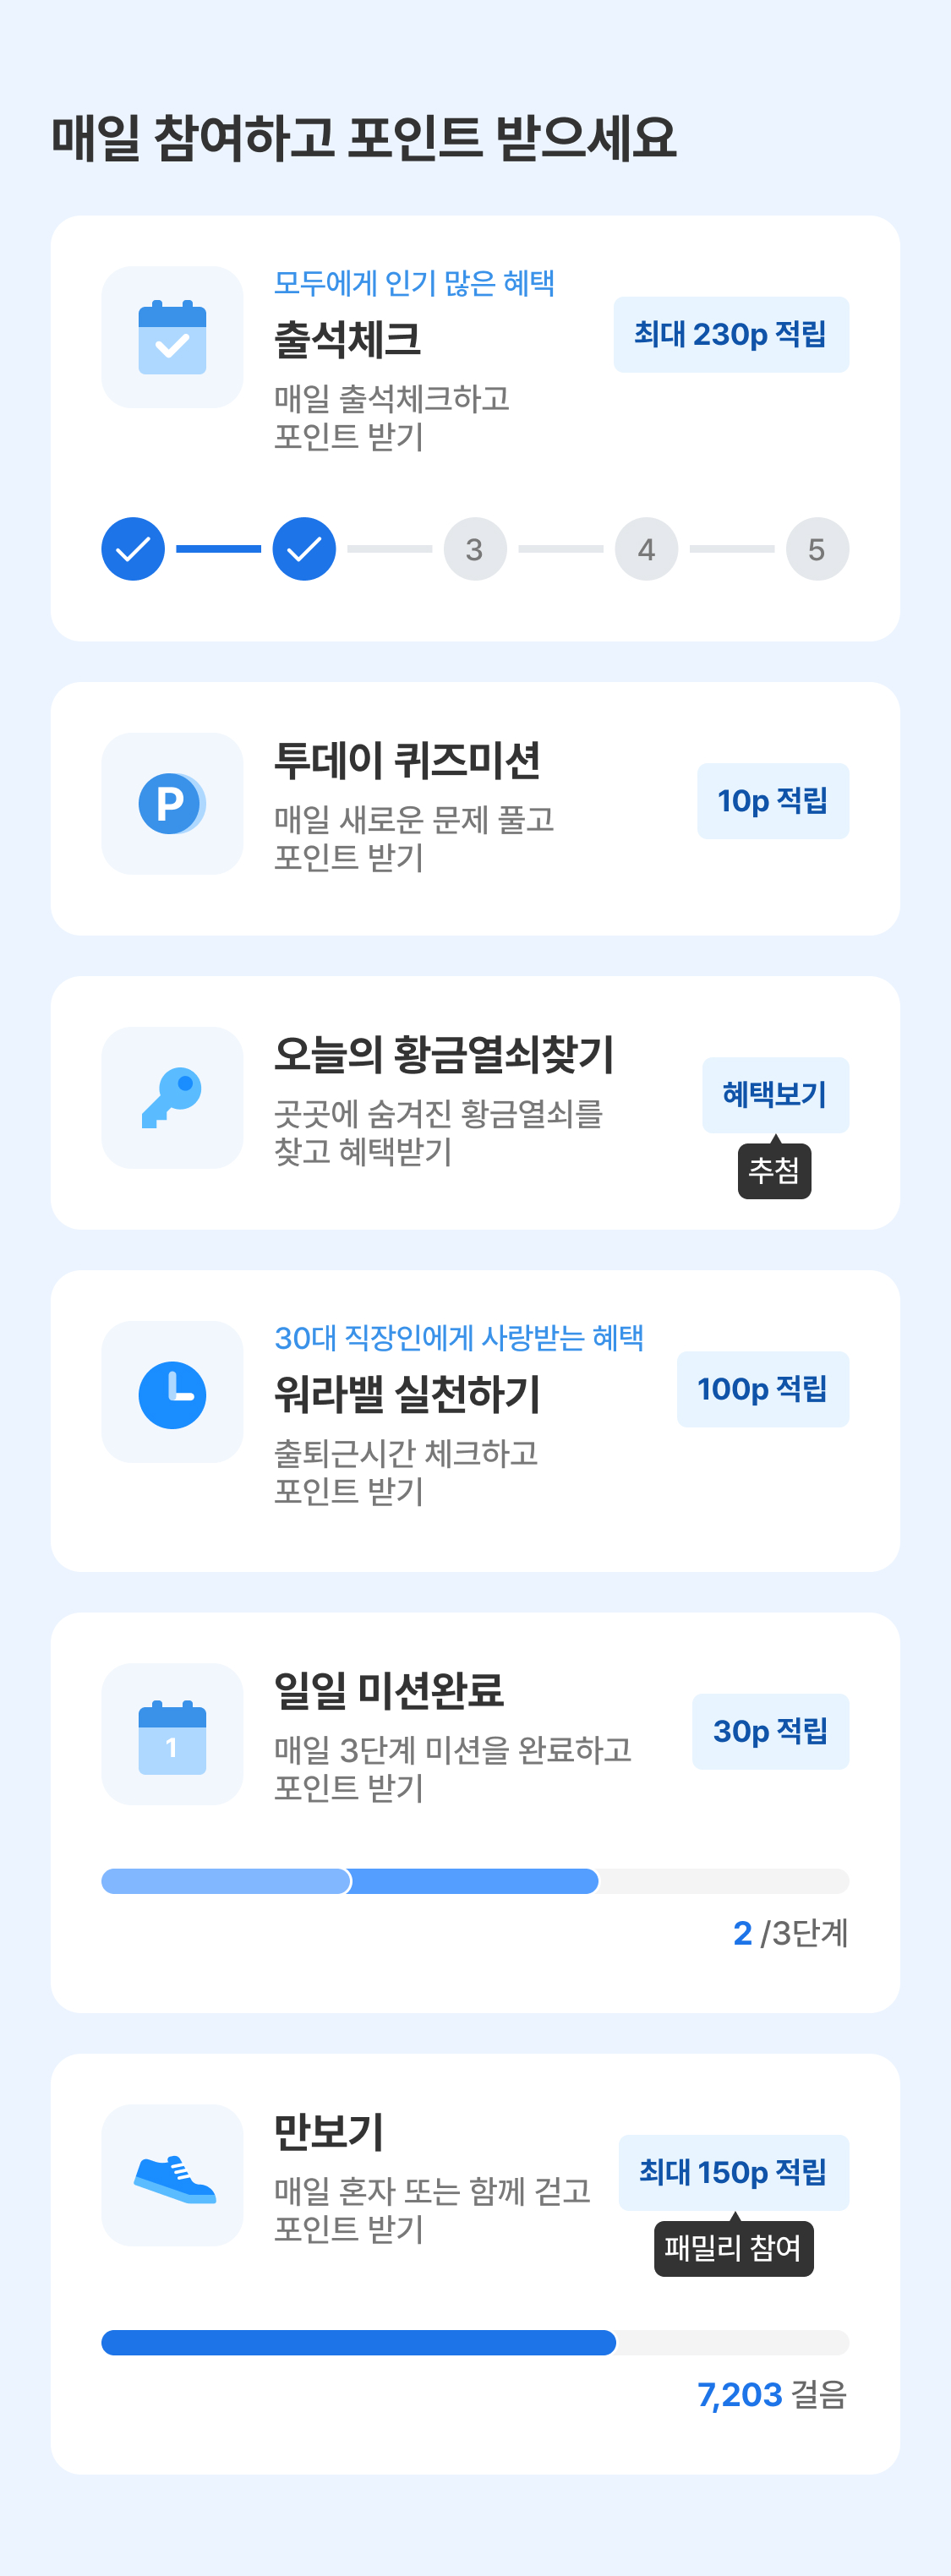 매일 참여하고 포인트 받으세요
모두에게 인기 많은 혜택
출석체크
최대 230p 적립
매일 출석체크하고
포인트 받기
3
4
5
P
투데이 퀴즈미션
10p 적립
매일 새로운 문제 풀고
포인트 받기
오늘의 황금열쇠찾기
혜택보기
곳곳에 숨겨진 황금열쇠를
찾고 혜택받기
추첨
30대 직장인에게 사랑받는 혜택
워라밸 실천하기
100p 적립
출퇴근시간 체크하고
포인트 받기
1
일일 미션완료
30p 적립
매일 3단계 미션을 완료하고
포인트 받기
2 /3단계
만보기
최대 150p 적립
매일 혼자 또는 함께 걷고
포인트 받기
패밀리 참여
7,203 걸음